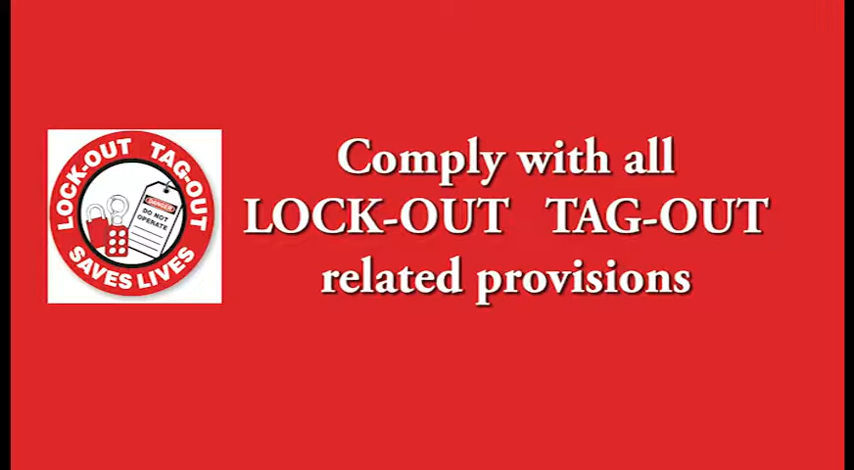 LOCK-OUT TAG-OUT
DANGER
DO NOT
OPERATE
SAVES LIVES
Comply with all
LOCK-OUT TAG-OUT
related provisions